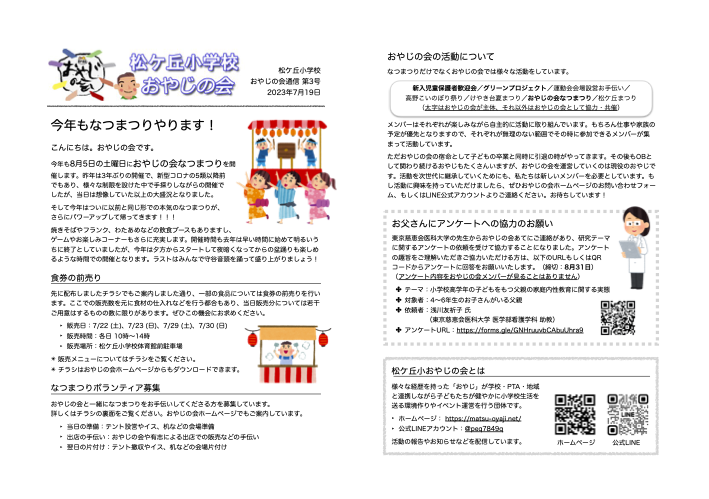 おやじの会
松ケ丘小学校
おやじの会
松ケ丘小学校
おやじの会通信 第3号
2023年7月19日
今年もなつまつりやります！
こんにちは。おやじの会です。
今年も8月5日の土曜日におやじの会なつまつりを開
催します。昨年は3年ぶりの開催で、新型コロナの5類以降前
でもあり、様々な制限を設けた中で手探りしながらの開催で
したが、当日は想像していた以上の大盛況となりました。
そして今年はついに以前と同じ形での本気のなつまつりが、
さらにパワーアップして帰ってきます！！！
焼きそばやフランク、わたあめなどの飲食ブースもありますし、
ゲームやお楽しみコーナーもさらに充実します。開催時間も去年は早い時間に始めて明るいう
ちに終了としていましたが、今年は夕方からスタートして夜暗くなってからの盆踊りも楽しめ
るような時間での開催となります。ラストはみんなで守谷音頭を踊って盛り上がりましょう！
食券の前売り
先に配布しましたチラシでもご案内しました通り、一部の食品については食券の前売りを行い
ます。ここでの販売数を元に食材の仕入れなどを行う都合もあり、当日販売分については若干
ご用意はするものの数に限りがあります。ぜひこの機会にお求めください。
・ 販売日：7/22 (土)、7/23 (日)、7/29 (土)、7/30 (日)
・ 販売時間：各日 10時〜14時
・ 販売場所：松ケ丘小学校体育館前駐車場
＊ 販売メニューについてはチラシをご覧ください。
＊ チラシはおやじの会ホームページからもダウンロードできます。
なつまつりボランティア募集
おやじの会と一緒になつまつりをお手伝いしてくださる方を募集しています。
詳しくはチラシの裏面をご覧ください。おやじの会ホームページでもご案内しています。
・ 当日の準備：テント設営やイス、机などの会場準備
・ 出店の手伝い：おやじの会や有志による出店での販売などの手伝い
・ 翌日の片付け：テント撤収やイス、机などの会場片付け
おやじの会の活動について
なつまつりだけでなくおやじの会では様々な活動をしています。
新入児童保護者歓迎会／グリーンプロジェクト／運動会会場設営お手伝い／
高野こいのぼり祭り／けやき台夏まつり／おやじの会なつまつり／松ケ丘まつり
（太字はおやじの会が主体、それ以外はおやじの会として協力・共催）
メンバーはそれぞれが楽しみながら自主的に活動に取り組んでいます。もちろん仕事や家族の
予定が優先となりますので、それぞれが無理のない範囲でその時に参加できるメンバーが集
まって活動しています。
ただおやじの会の宿命として子どもの卒業と同時に引退の時がやってきます。その後もOBと
して関わり続けるおやじもたくさんいますが、おやじの会を運営していくのは現役のおやじで
す。活動を次世代に継承していくためにも、私たちは新しいメンバーを必要としています。も
し活動に興味を持っていただけましたら、ぜひおやじの会ホームページのお問い合わせフォー
ム、もしくはLINE公式アカウントよりご連絡ください。お待ちしています！
お父さんにアンケートへの協力のお願い
東京慈恵会医科大学の先生からおやじの会あてにご連絡があり、研究テーマ
に関するアンケートの依頼を受けて協力することになりました。アンケート
の趣旨をご理解いただきご協力いただける方は、以下のURLもしくはQR
コードからアンケートに回答をお願いいたします。（締切：8月31日）
（アンケート内容をおやじの会メンバーが見ることはありません）
✤ テーマ：小学校高学年の子どもをもつ父親の家庭内性教育に関する実態
✤ 対象者：4〜6年生のお子さんがいる父親
✤ 依頼者：浅川友祈子 氏
（東京慈恵会医科大学 医学部看護学科 助教）
✤ アンケートURL：https://forms.gle/GNHruuvbCAbuUhra9
松ケ丘小おやじの会とは
様々な経歴を持った「おやじ」が学校・PTA・地域
と連携しながら子どもたちが健やかに小学校生活を
送る環境作りやイベント運営を行う団体です。
・ ホームページ： https://matsu-oyaji.net/
・ 公式LINEアカウント：@peq7849q
活動の報告やお知らせなどを配信しています。
LINE
ホームページ
公式LINE